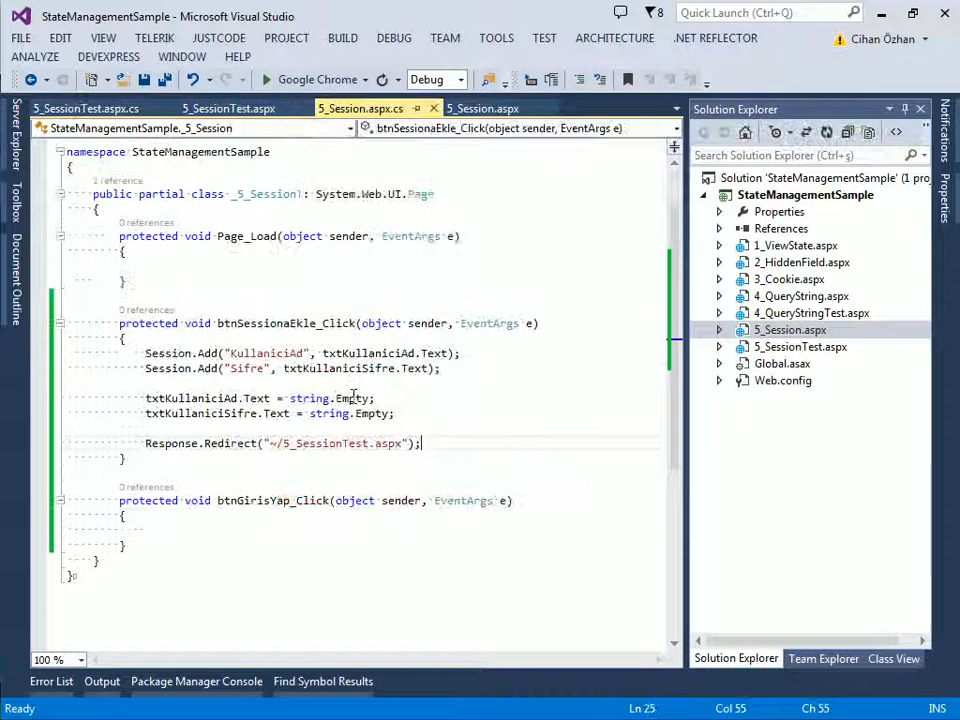 StateManagementSample - Microsoft Visual Studio
8
Quick Launch (Ctrl+Q)
FILE EDIT VIEW TELERIK JUSTCODE PROJECT BUILD DEBUG TEAM TOOLS TEST ARCHITECTURE .NET REFLECTOR
Cihan Özhan
ANALYZE DEVEXPRESS WINDOW HELP
Google Chrome
Debug
5_SessionTest.aspx.cs 5_SessionTest.aspx 5_Session.aspx.cs 5_Session.aspx
StateManagementSample._5_Session btnSessionaEkle_Click(object sender, EventArgs e)
namespace StateManagementSample
{
1 reference
public partial class _5_Session1: System.Web.UI.Page
{
0 references
protected void Page_Load(object sender, EventArgs e)
{
}
0 references
protected void btnSessionaEkle_Click(object sender, EventArgs e)
{
Session.Add("KullaniciAd", txtKullaniciAd.Text);
Session.Add("Sifre", txtKullaniciSifre.Text);
txtKullaniciAd.Text = string.Empty;
txtKullaniciSifre.Text = string.Empty;
Response.Redirect("~/5_SessionTest.aspx");
}
0 references
protected void btnGirisYap_Click(object sender, EventArgs e)
{
}
}
}
100 %
Server Explorer
Toolbox
Document Outline
Solution Explorer
Search Solution Explorer (Ctrl+ş)
Solution 'StateManagementSample' (1 proj
StateManagementSample
Properties
References
1_ViewState.aspx
2_HiddenField.aspx
3_Cookie.aspx
4_QueryString.aspx
4_QueryStringTest.aspx
5_Session.aspx
5_SessionTest.aspx
Global.asax
Web.config
Solution Explorer Team Explorer Class View
Notifications
Properties
Error List Output Package Manager Console Find Symbol Results
Ready Ln 25 Col 55 Ch 55 INS